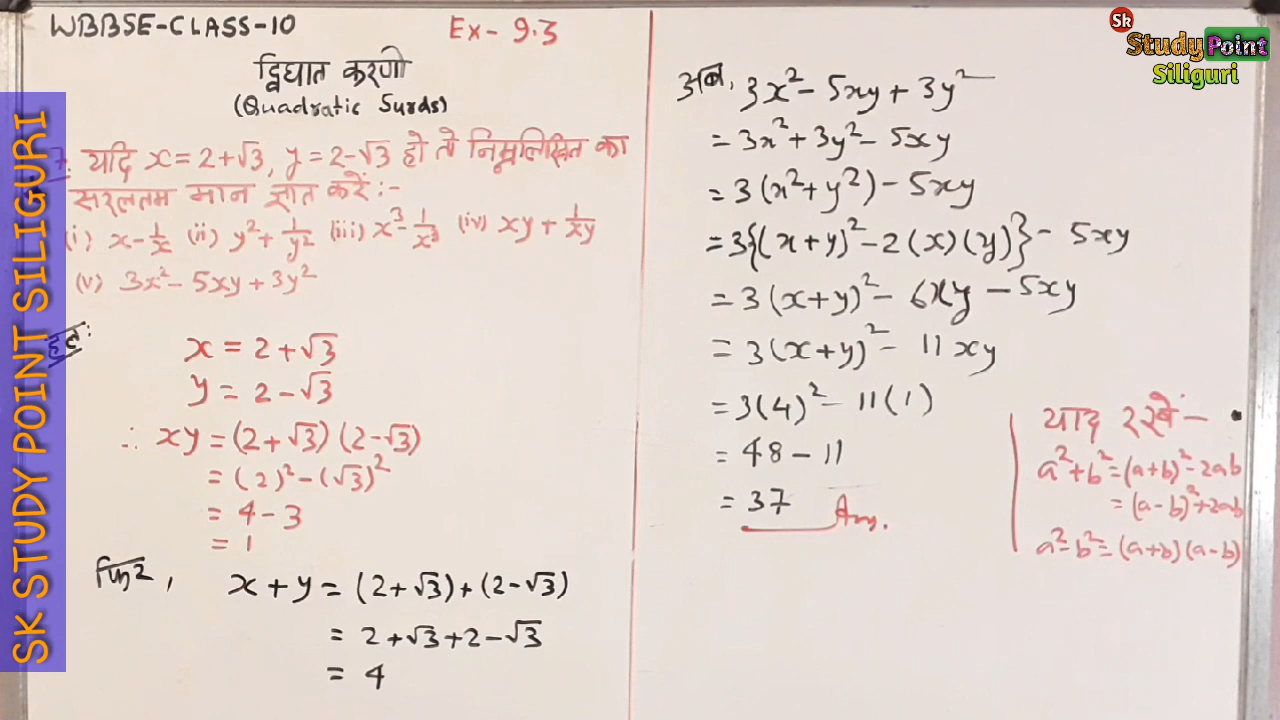 WBBSE-CLASS-10 Ex- 9.3
द्विघात करणी
(Quadratic Surds)
7. यदि x = 2+√3, y = 2-√3 हो तो निम्नलिखित का
सरलतम मान ज्ञात करें:-
(i) x - 1/x (ii) y² + 1/y² (iii) x³ - 1/x³ (iv) xy + 1/xy
(v) 3x² - 5xy + 3y²
हल:
x = 2 + √3
y = 2 - √3
∴ xy = (2+√3) (2-√3)
= (2)² - (√3)²
= 4 - 3
= 1
फिर,
x + y = (2+√3) + (2-√3)
= 2 + √3 + 2 - √3
= 4
अब, 3x² - 5xy + 3y²
= 3x² + 3y² - 5xy
= 3(x² + y²) - 5xy
= 3{(x+y)² - 2(x)(y)} - 5xy
= 3(x+y)² - 6xy - 5xy
= 3(x+y)² - 11xy
= 3(4)² - 11(1)
= 48 - 11
= 37 Ans.
याद रखें -
a² + b² = (a+b)² - 2ab
= (a-b)² + 2ab
a² - b² = (a+b) (a-b)
Sk
Study Point
Siliguri
SK STUDY POINT SILIGURI